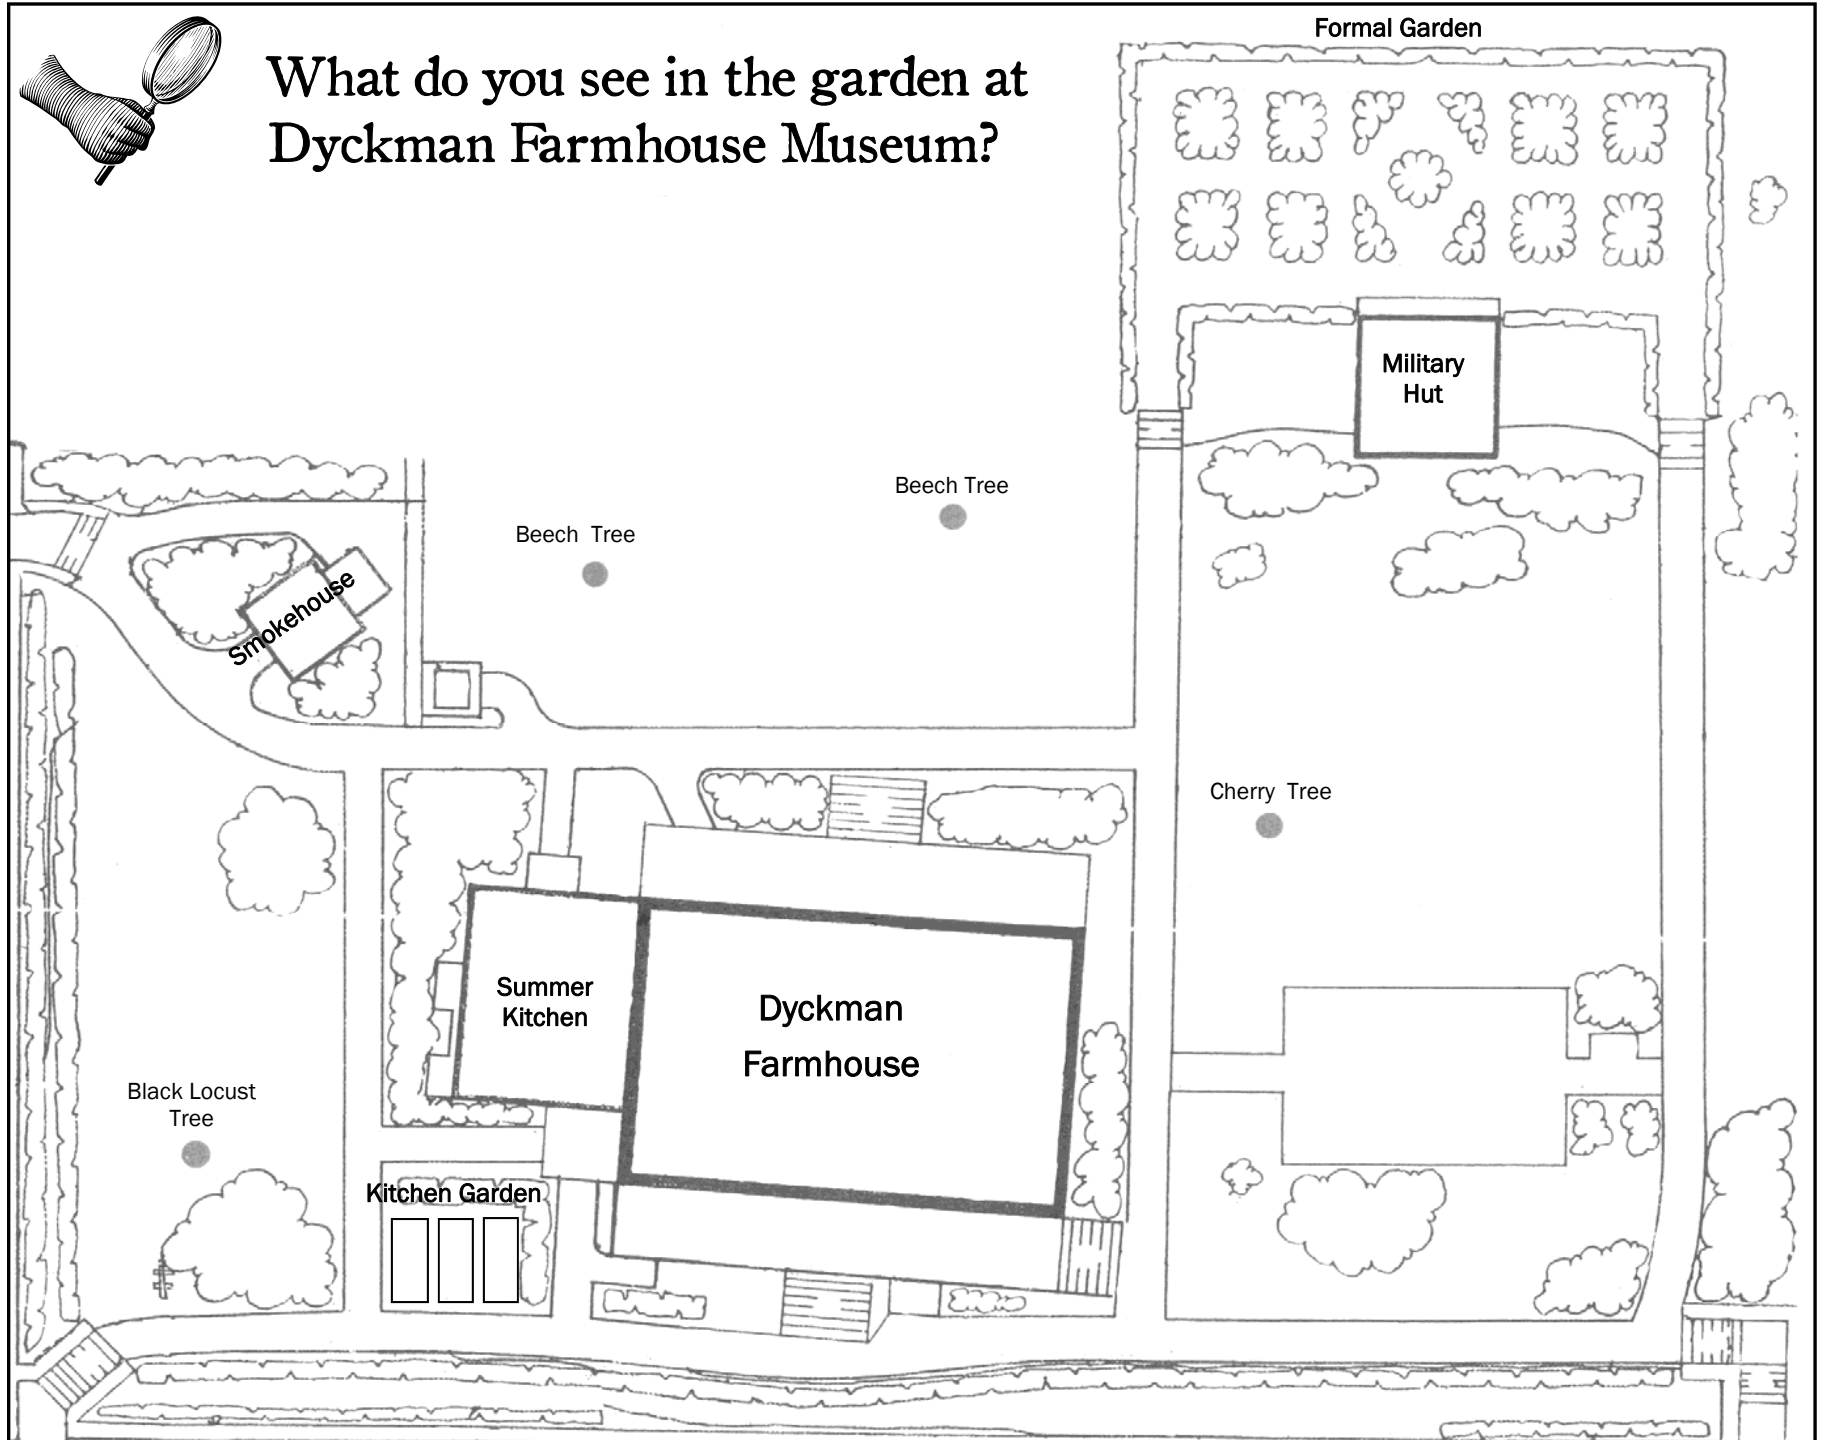 Formal Garden
What do you see in the garden at
Dyckman Farmhouse Museum?
Military
Hut
Beech Tree
Beech Tree
Smokehouse
Cherry Tree
Summer
Kitchen
Dyckman
Farmhouse
Black Locust
Tree
Kitchen Garden